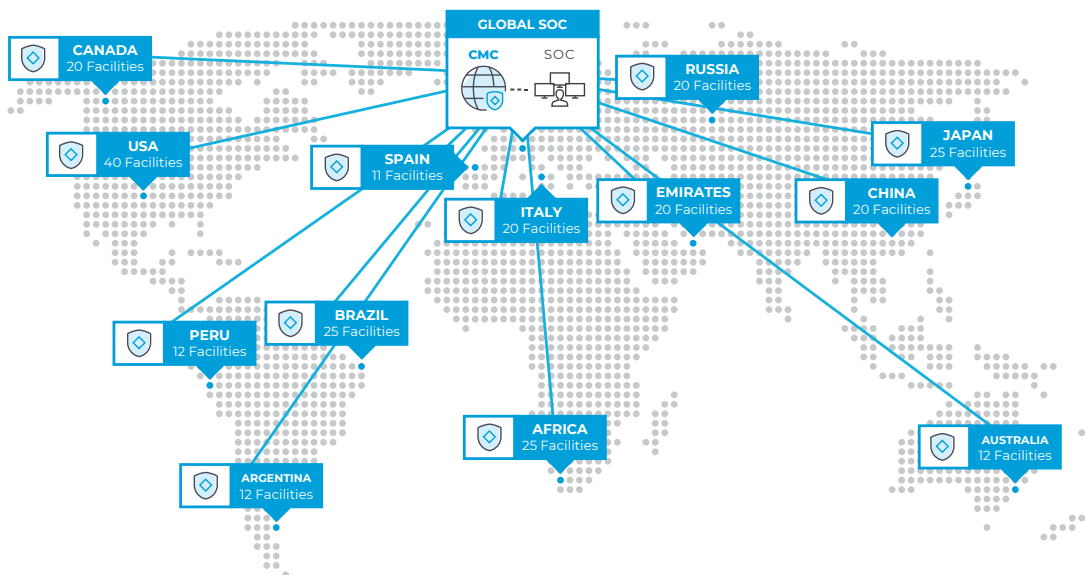 GLOBAL SOC
CMC
SOC
CANADA
20 Facilities
RUSSIA
20 Facilities
USA
40 Facilities
JAPAN
25 Facilities
SPAIN
11 Facilities
ITALY
20 Facilities
EMIRATES
20 Facilities
CHINA
20 Facilities
PERU
12 Facilities
BRAZIL
25 Facilities
AFRICA
25 Facilities
AUSTRALIA
12 Facilities
ARGENTINA
12 Facilities